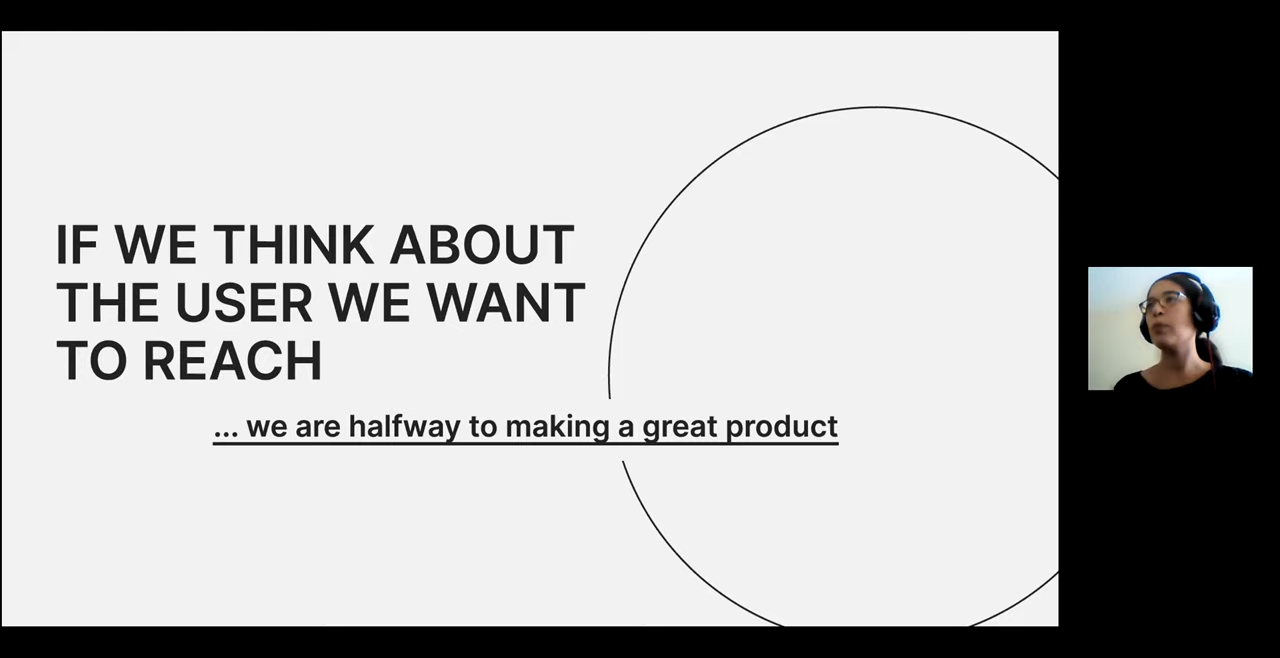 IF WE THINK ABOUT
THE USER WE WANT
TO REACH
... we are halfway to making a great product